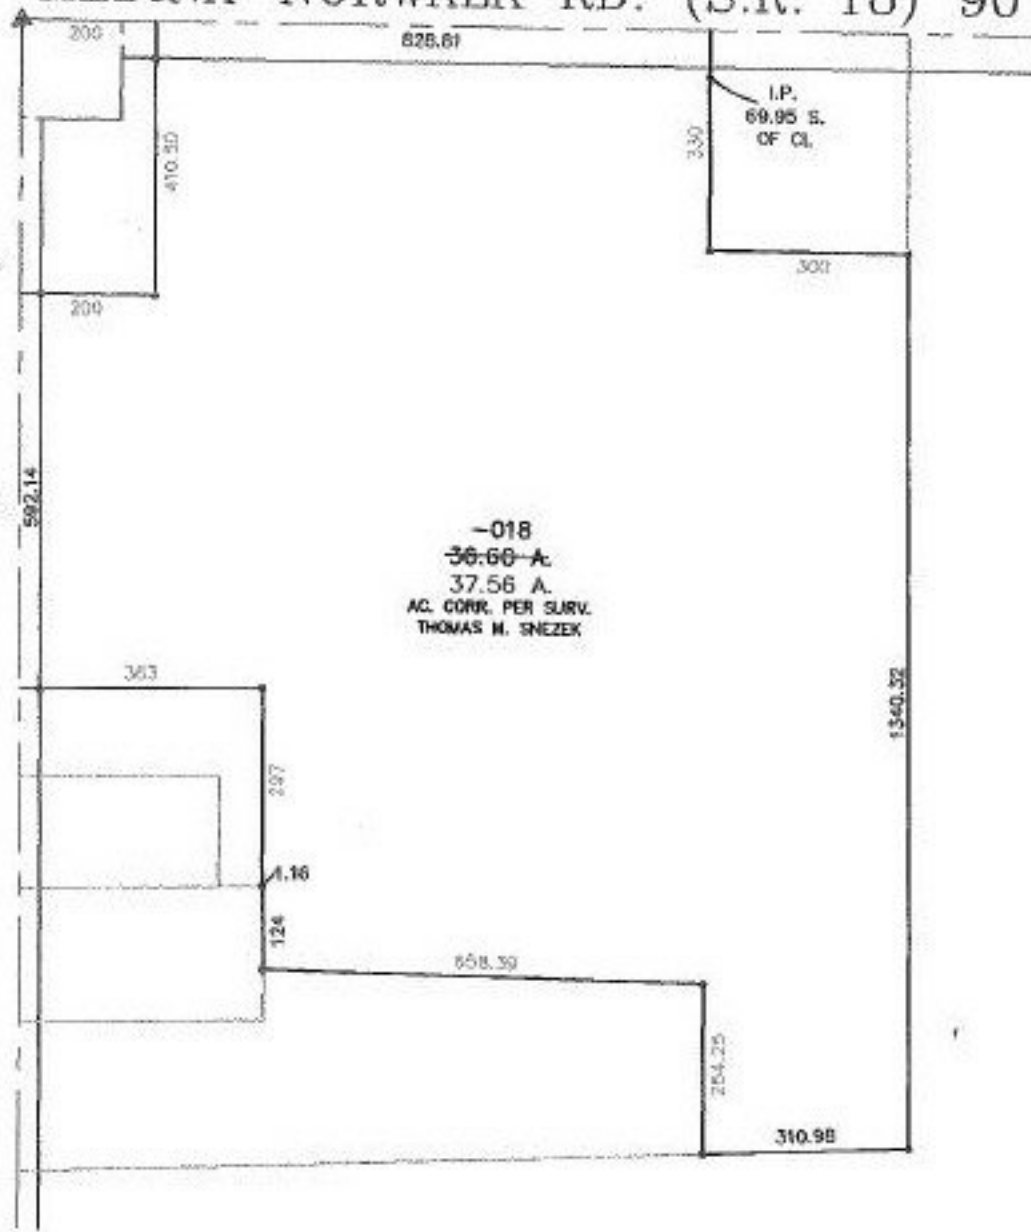 MEDINA NORWALK RD. (S.R. 18) 90
200
828.81
I.P.
69.95 S.
OF CL
330
410.50
300
200
592.14
-018
36.60 A.
37.56 A.
AC. CORR. PER SURV.
THOMAS M. SNEZEK
363
1340.32
297
1.16
124
658.39
254.25
310.98